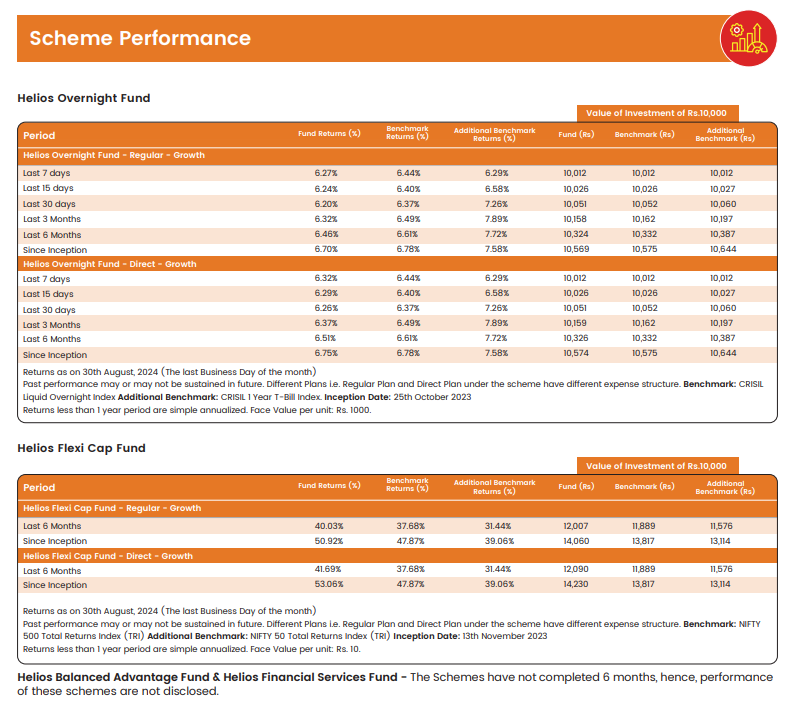 Scheme Performance
Helios Overnight Fund
Value of Investment of Rs.10,000
Period Fund Returns (%) Benchmark Returns (%) Additional Benchmark Returns (%) Fund (Rs) Benchmark (Rs) Additional Benchmark (Rs)
Helios Overnight Fund - Regular - Growth
Last 7 days 6.27% 6.44% 6.29% 10,012 10,012 10,012
Last 15 days 6.24% 6.40% 6.58% 10,026 10,026 10,027
Last 30 days 6.20% 6.37% 7.26% 10,051 10,052 10,060
Last 3 Months 6.32% 6.49% 7.89% 10,158 10,162 10,197
Last 6 Months 6.46% 6.61% 7.72% 10,324 10,332 10,387
Since Inception 6.70% 6.78% 7.58% 10,569 10,575 10,644
Helios Overnight Fund - Direct - Growth
Last 7 days 6.32% 6.44% 6.29% 10,012 10,012 10,012
Last 15 days 6.29% 6.40% 6.58% 10,026 10,026 10,027
Last 30 days 6.26% 6.37% 7.26% 10,051 10,052 10,060
Last 3 Months 6.37% 6.49% 7.89% 10,159 10,162 10,197
Last 6 Months 6.51% 6.61% 7.72% 10,326 10,332 10,387
Since Inception 6.75% 6.78% 7.58% 10,574 10,575 10,644
Returns as on 30th August, 2024 (The last Business Day of the month)
Past performance may or may not be sustained in future. Different Plans i.e. Regular Plan and Direct Plan under the scheme have different expense structure. Benchmark: CRISIL
Liquid Overnight Index Additional Benchmark: CRISIL 1 Year T-Bill Index. Inception Date: 25th October 2023
Returns less than 1 year period are simple annualized. Face Value per unit: Rs. 1000.
Helios Flexi Cap Fund
Value of Investment of Rs.10,000
Period Fund Returns (%) Benchmark Returns (%) Additional Benchmark Returns (%) Fund (Rs) Benchmark (Rs) Additional Benchmark (Rs)
Helios Flexi Cap Fund - Regular - Growth
Last 6 Months 40.03% 37.68% 31.44% 12,007 11,889 11,576
Since Inception 50.92% 47.87% 39.06% 14,060 13,817 13,114
Helios Flexi Cap Fund - Direct - Growth
Last 6 Months 41.69% 37.68% 31.44% 12,090 11,889 11,576
Since Inception 53.06% 47.87% 39.06% 14,230 13,817 13,114
Returns as on 30th August, 2024 (The last Business Day of the month)
Past performance may or may not be sustained in future. Different Plans i.e. Regular Plan and Direct Plan under the scheme have different expense structure. Benchmark: NIFTY
500 Total Returns Index (TRI) Additional Benchmark: NIFTY 50 Total Returns Index (TRI) Inception Date: 13th November 2023
Returns less than 1 year period are simple annualized. Face Value per unit: Rs. 10.
Helios Balanced Advantage Fund & Helios Financial Services Fund - The Schemes have not completed 6 months, hence, performance
of these schemes are not disclosed.